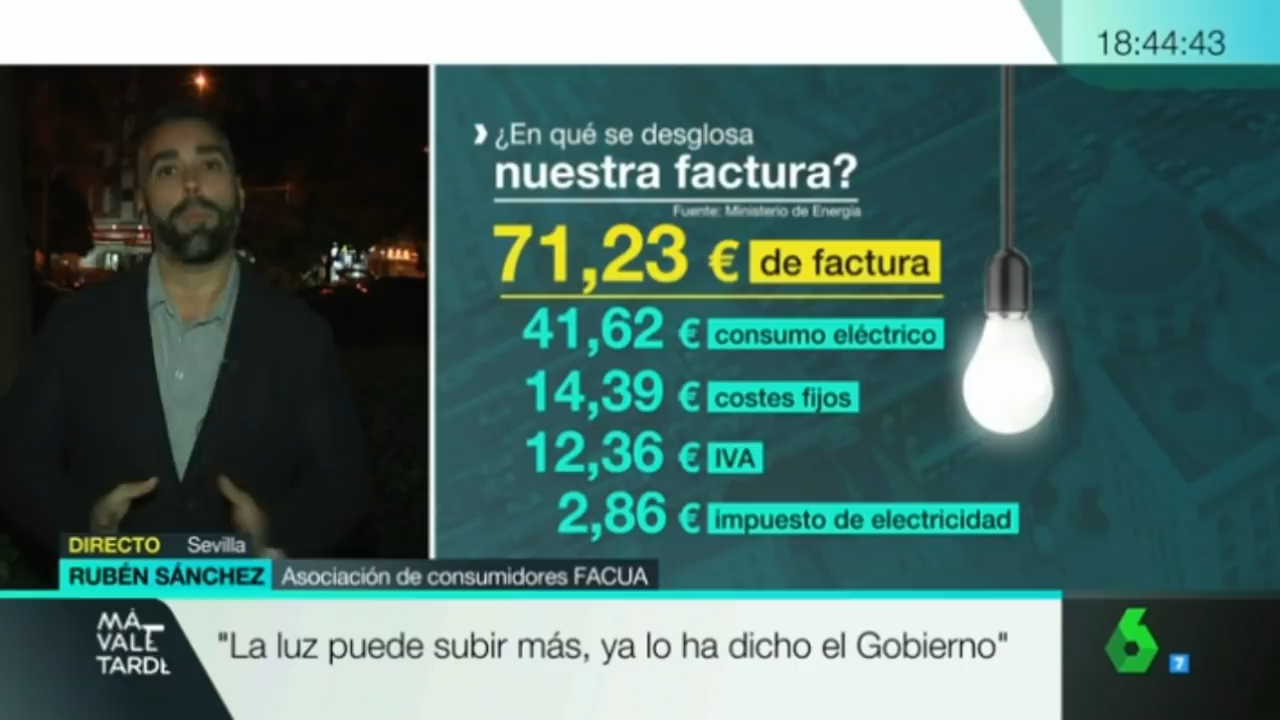 18:44:43
¿En qué se desglosa
nuestra factura?
Fuente: Ministerio de Energía
71,23 € de factura
41,62 € consumo eléctrico
14,39 € costes fijos
12,36 € IVA
2,86 € impuesto de electricidad
DIRECTO Sevilla
RUBÉN SÁNCHEZ Asociación de consumidores FACUA
MÁ_
VALE
TARDE
"La luz puede subir más, ya lo ha dicho el Gobierno"
6
7